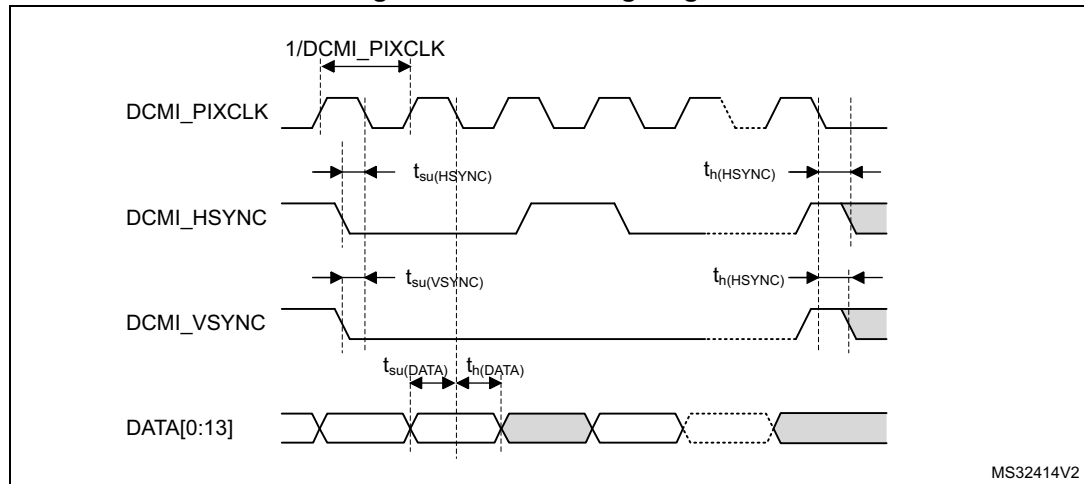 1/DCMI_PIXCLK
DCMI_PIXCLK
tsu(HSYNC)
th(HSYNC)
DCMI_HSYNC
tsu(VSYNC)
th(HSYNC)
DCMI_VSYNC
tsu(DATA) th(DATA)
DATA[0:13]
MS32414V2